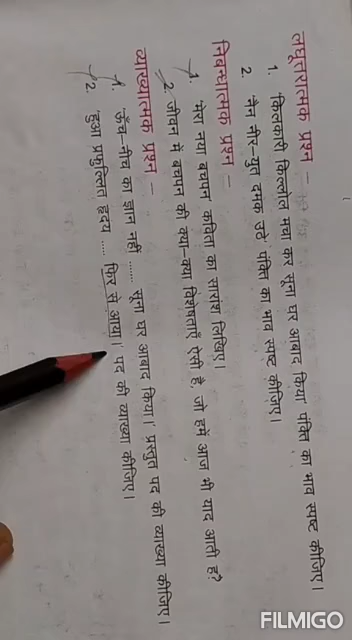 लघुत्तरात्मक प्रश्न –
1. किलकारी किल्लोल मचा कर सूना घर आबाद किया पंक्ति का भाव स्पष्ट कीजिए।
2. नैन नीर-युत दमक उठे पंक्ति का भाव स्पष्ट कीजिए।
निबन्धात्मक प्रश्न –
1. मेरा नया बचपन कविता का सारांश लिखिए।
2. जीवन में बचपन की क्या-क्या विशेषताएँ ऐसी है, जो हमें आज भी याद आती है?
व्याख्यात्मक प्रश्न –
1. ऊँच-नीच का ज्ञान नहीं ...... सूना घर आबाद किया। प्रस्तुत पद की व्याख्या कीजिए।
2. हुआ प्रफुल्लित हृदय ...... फिर से आया। पद की व्याख्या कीजिए।
FILMIGO